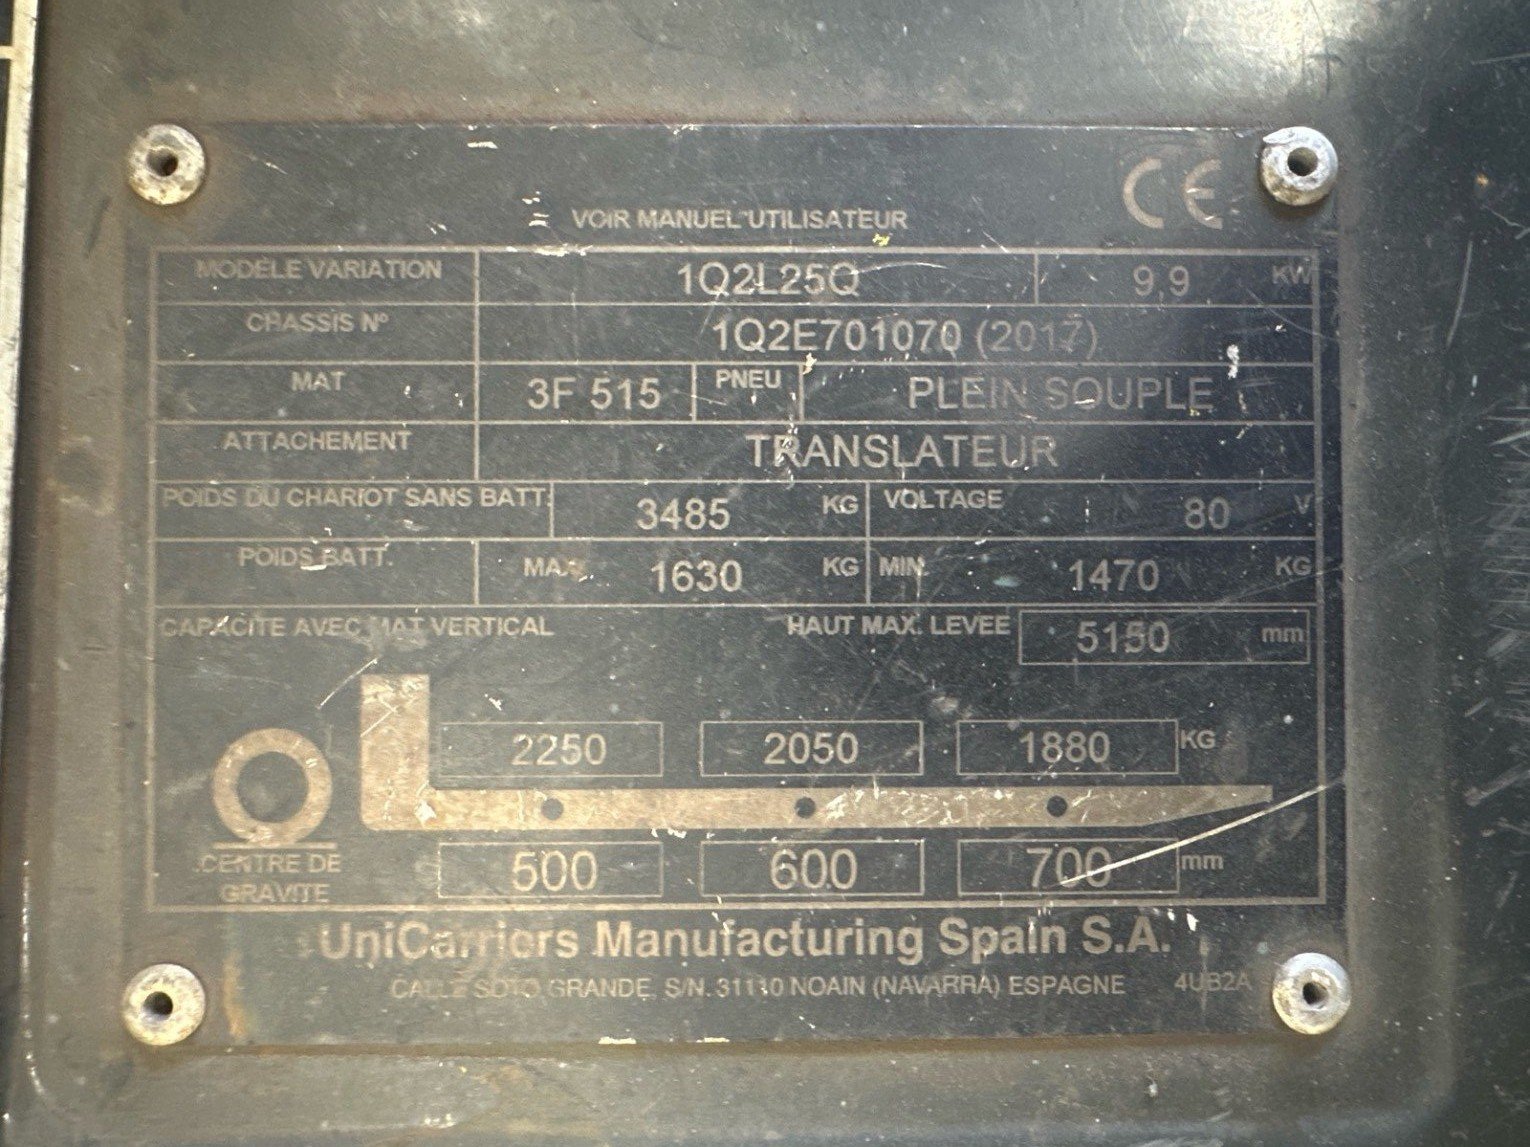 CE
VOIR MANUEL UTILISATEUR
MODÈLE VARIATION 1Q2L25Q 9.9 KW
CHASSIS Nº 1Q2E701070 (2017)
MAT 3F 515 PNEU PLEIN SOUPLE
ATTACHEMENT TRANSLATEUR
POIDS DU CHARIOT SANS BATT. 3485 KG VOLTAGE 80 V
POIDS BATT. MAX. 1630 KG MIN. 1470 KG
CAPACITE AVEC MAT VERTICAL HAUT MAX. LEVEE 5150 mm
2250 2050 1880 KG
500 600 700 mm
CENTRE DE
GRAVITE
UniCarriers Manufacturing Spain S.A.
CALLE SOTO GRANDE, S/N. 31110 NOAIN (NAVARRA) ESPAGNE 4UB2A